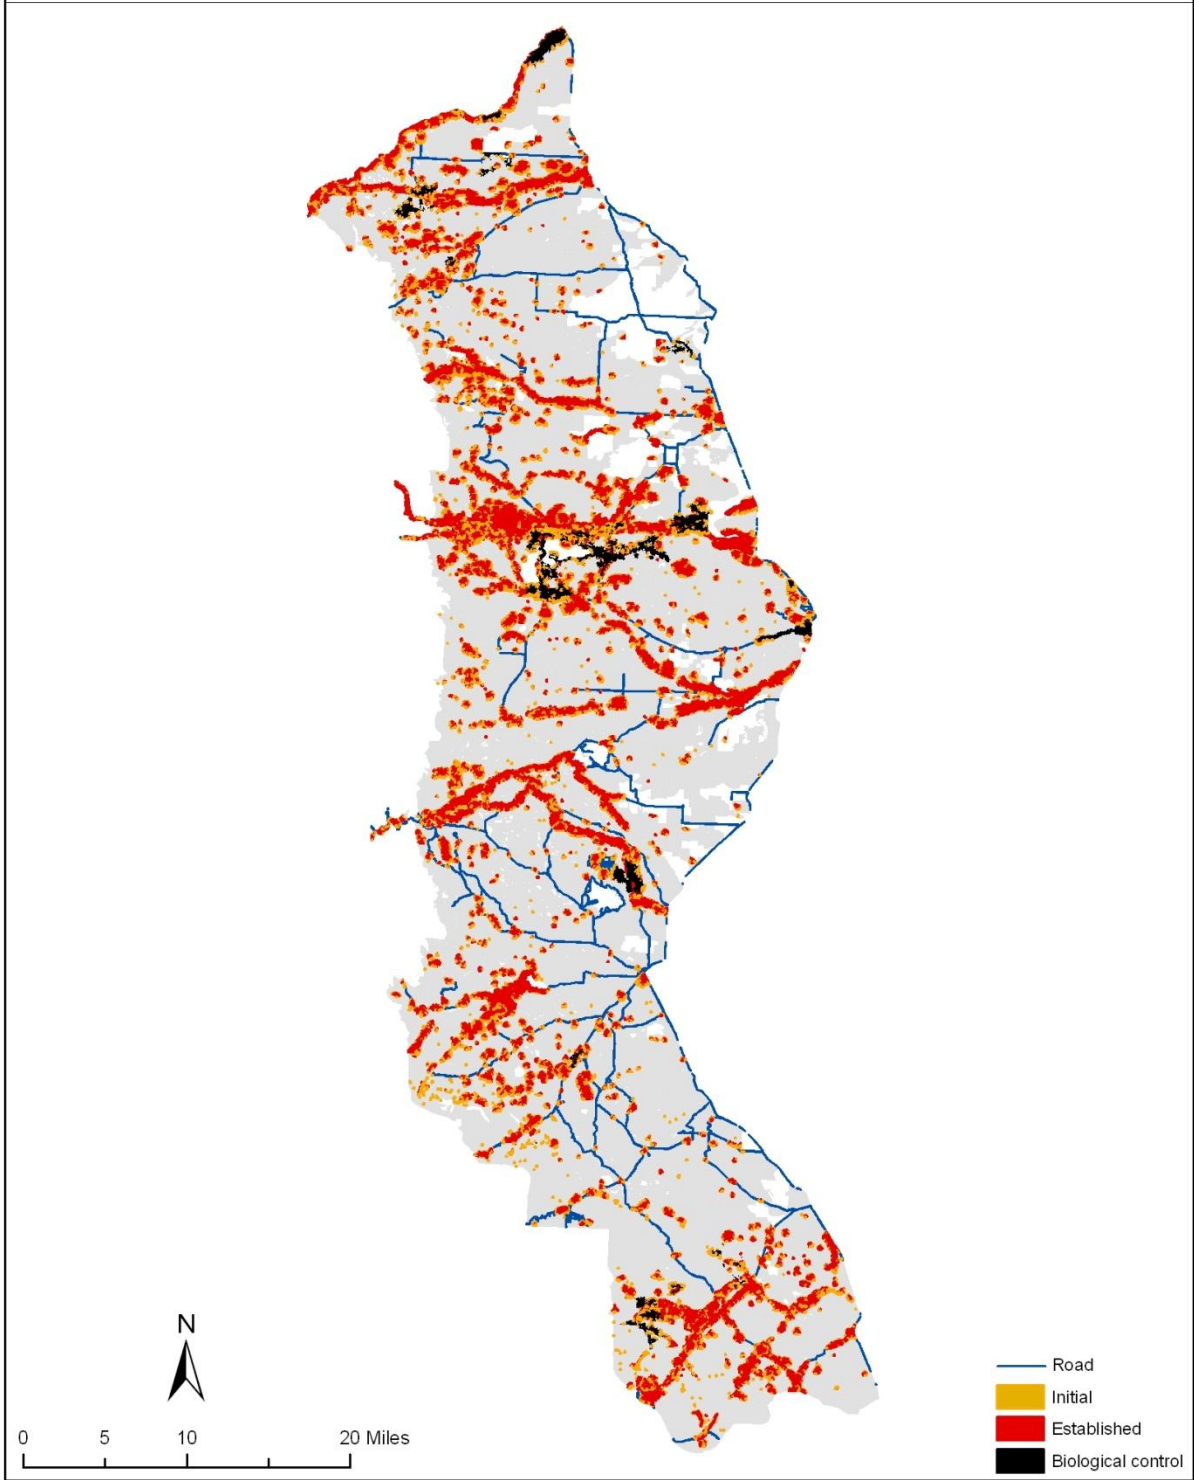 N
0 5 10 20 Miles
Road
Initial
Established
Biological control